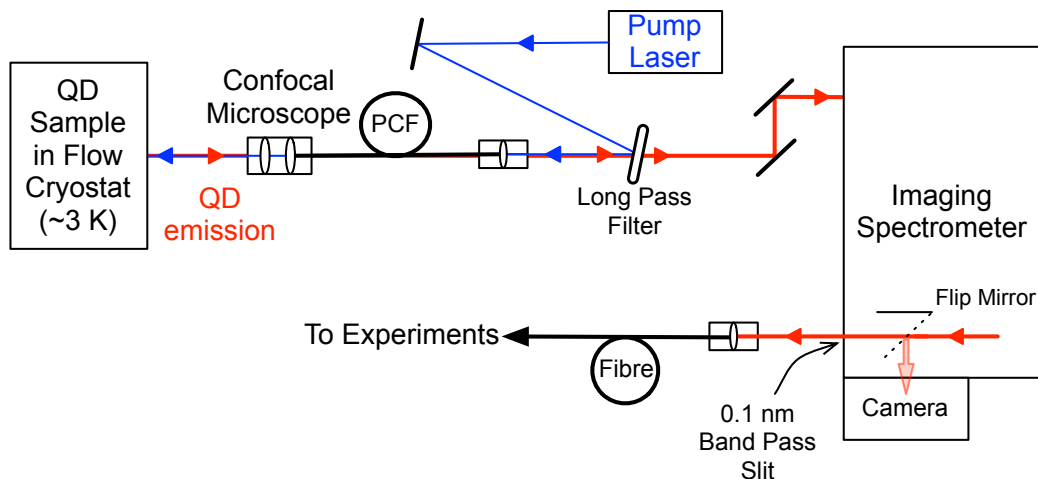 Pump
Laser
QD
Sample
in Flow
Cryostat
(~3 K)
Confocal
Microscope
PCF
QD
emission
Long Pass
Filter
Imaging
Spectrometer
Flip Mirror
To Experiments
Fibre
0.1 nm
Band Pass
Slit
Camera